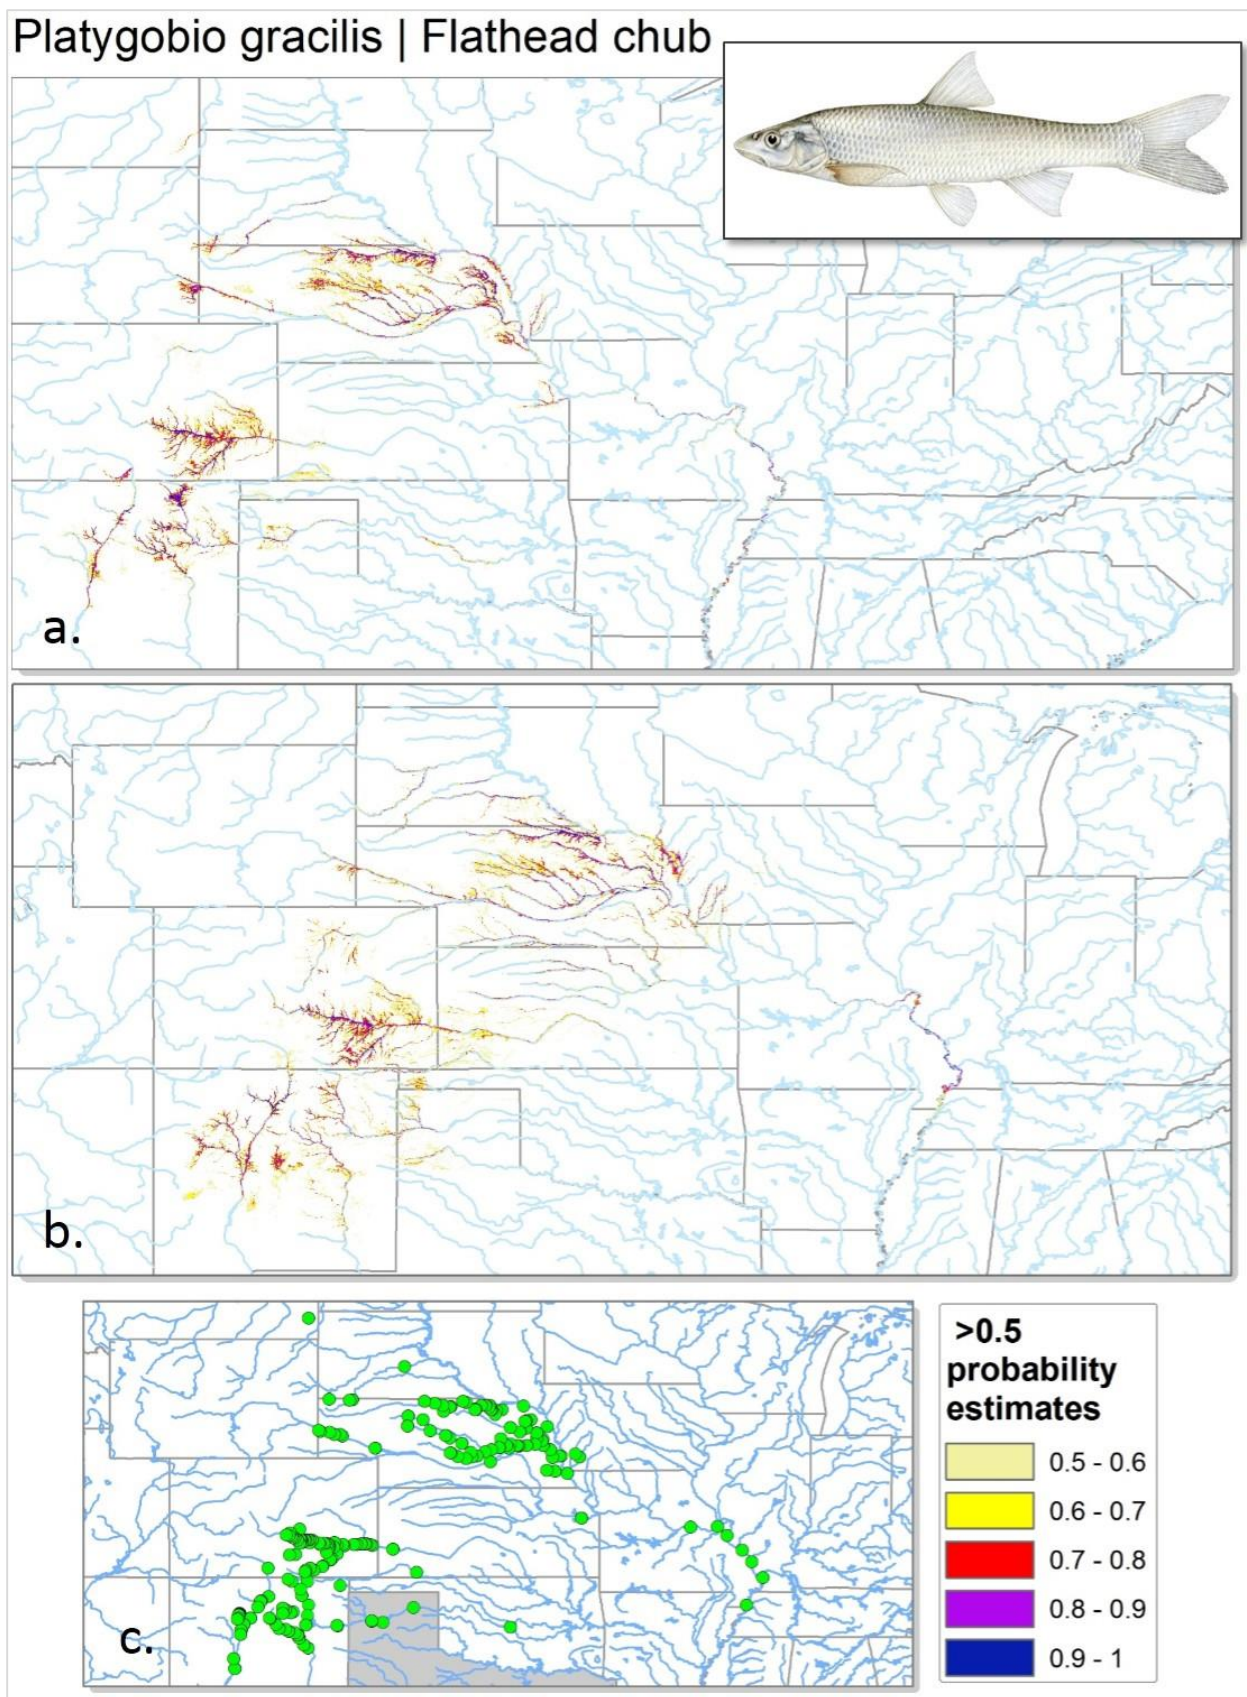 Platygobio gracilis | Flathead chub
a.
b.
c.
>0.5
probability
estimates
0.5 - 0.6
0.6 - 0.7
0.7 - 0.8
0.8 - 0.9
0.9 - 1